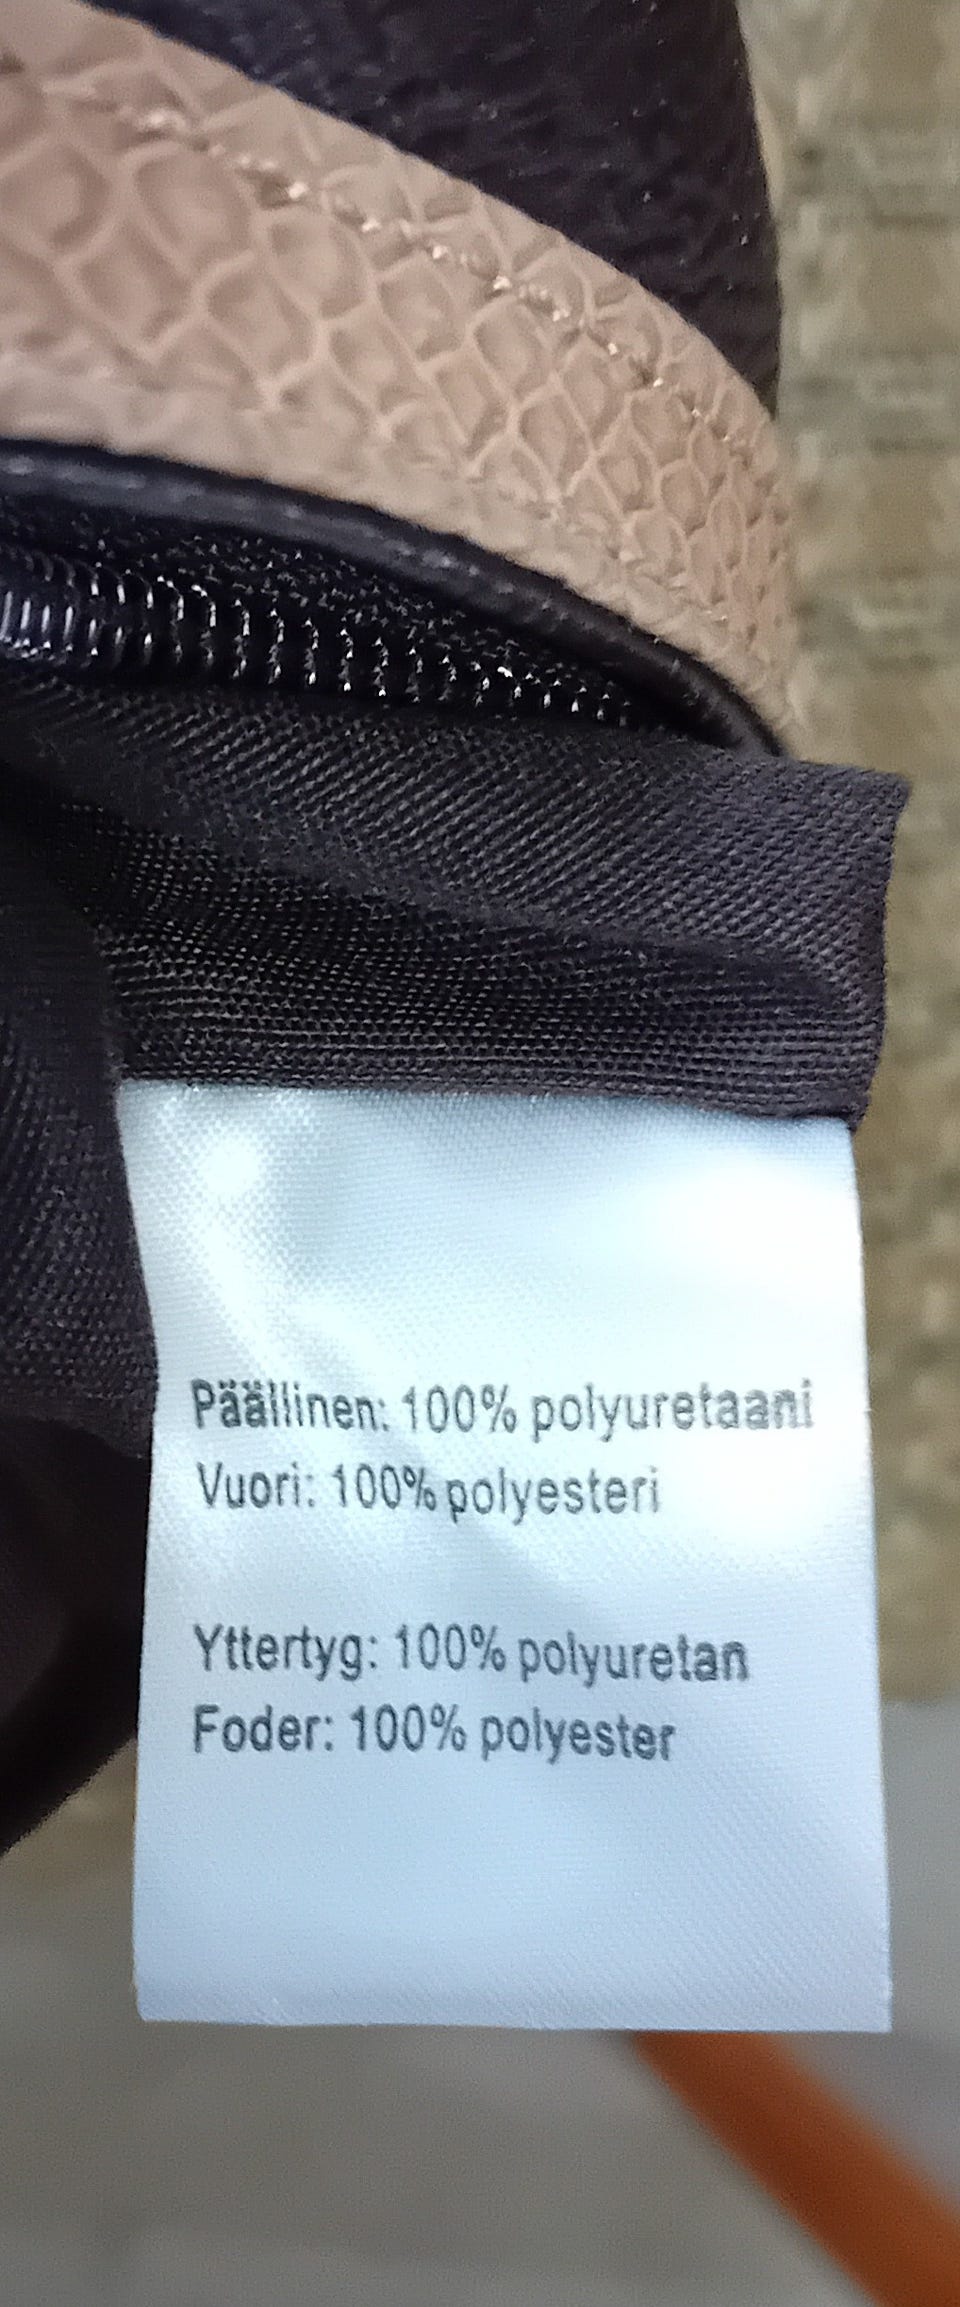 Päällinen: 100% polyuretaani
Vuori: 100% polyesteri
Yttertyg: 100% polyuretan
Foder: 100% polyester